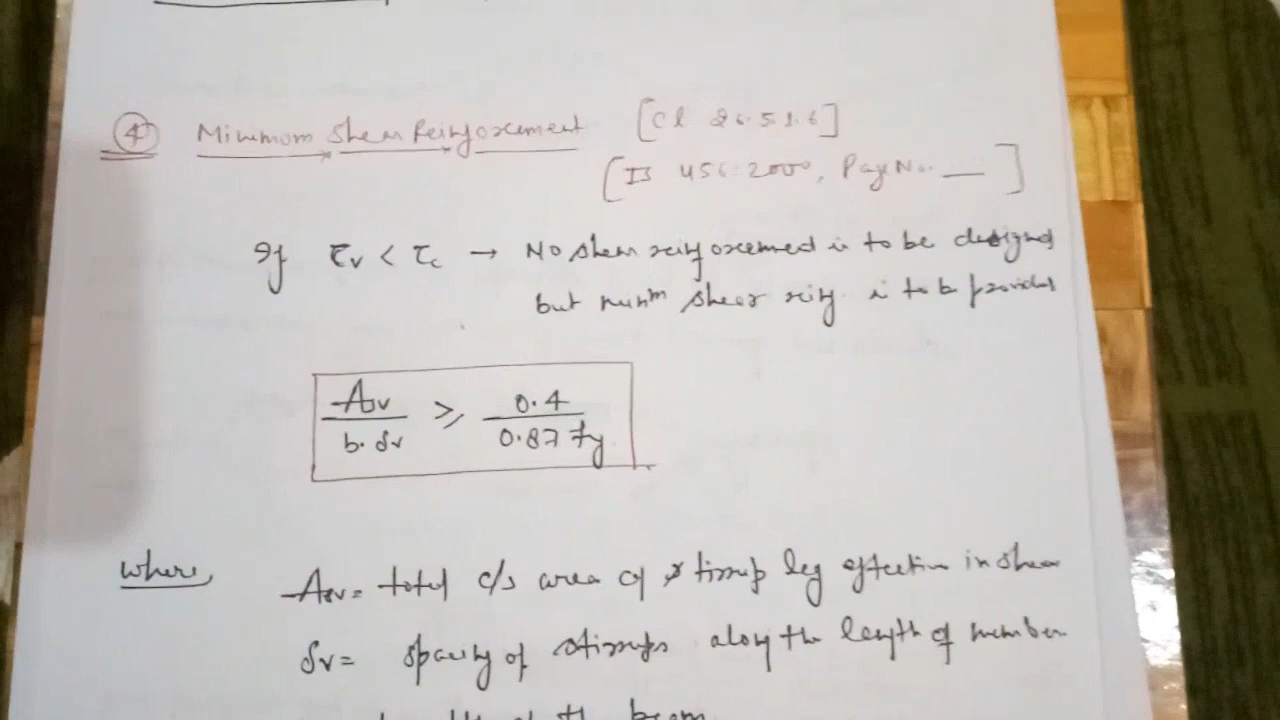 ④ Minimum Shear Reinforcement [Cl 26.5.1.6]
[IS 456:2000, Page No. __]
If τv < τc → No shear reinforcement is to be designed
but minm shear reinf. is to be provided
Asv / b. Sv ≥ 0.4 / 0.87 fy
where, Asv = total c/s area of stirrup leg effective in shear
Sv = spacing of stirrups along the length of member
beam